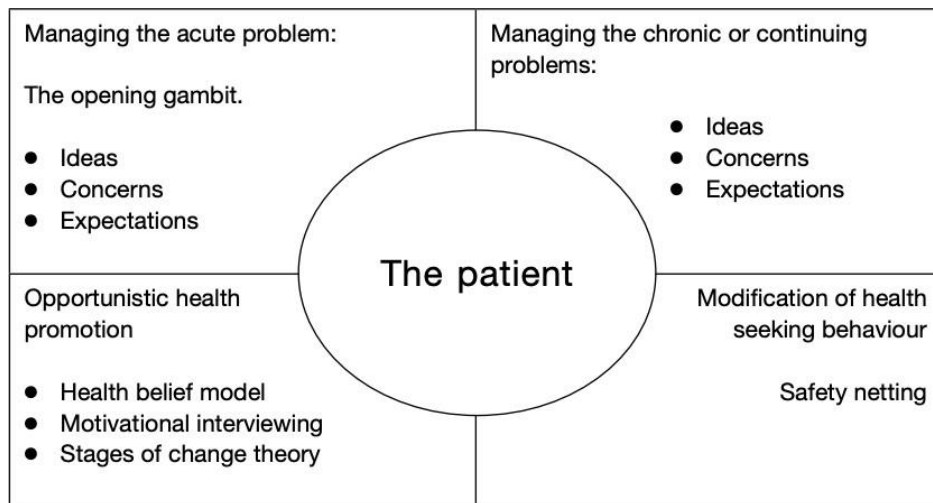 Managing the acute problem:
The opening gambit.
● Ideas
● Concerns
● Expectations
Managing the chronic or continuing
problems:
● Ideas
● Concerns
● Expectations
The patient
Opportunistic health
promotion
● Health belief model
● Motivational interviewing
● Stages of change theory
Modification of health
seeking behaviour
Safety netting